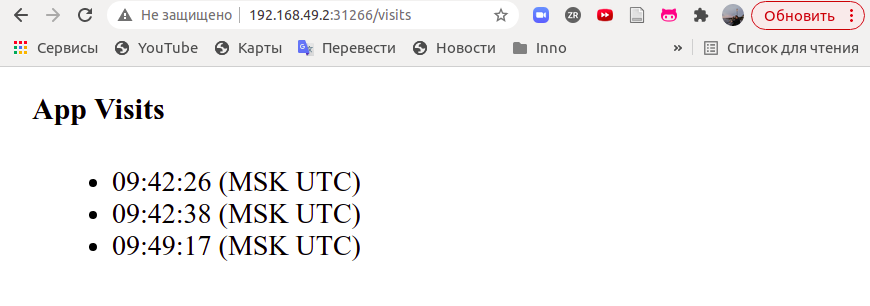 Не защищено 192.168.49.2:31266/visits ZR Обновить
Сервисы YouTube Карты Перевести Новости Inno » Список для чтения
App Visits
09:42:26 (MSK UTC)
09:42:38 (MSK UTC)
09:49:17 (MSK UTC)